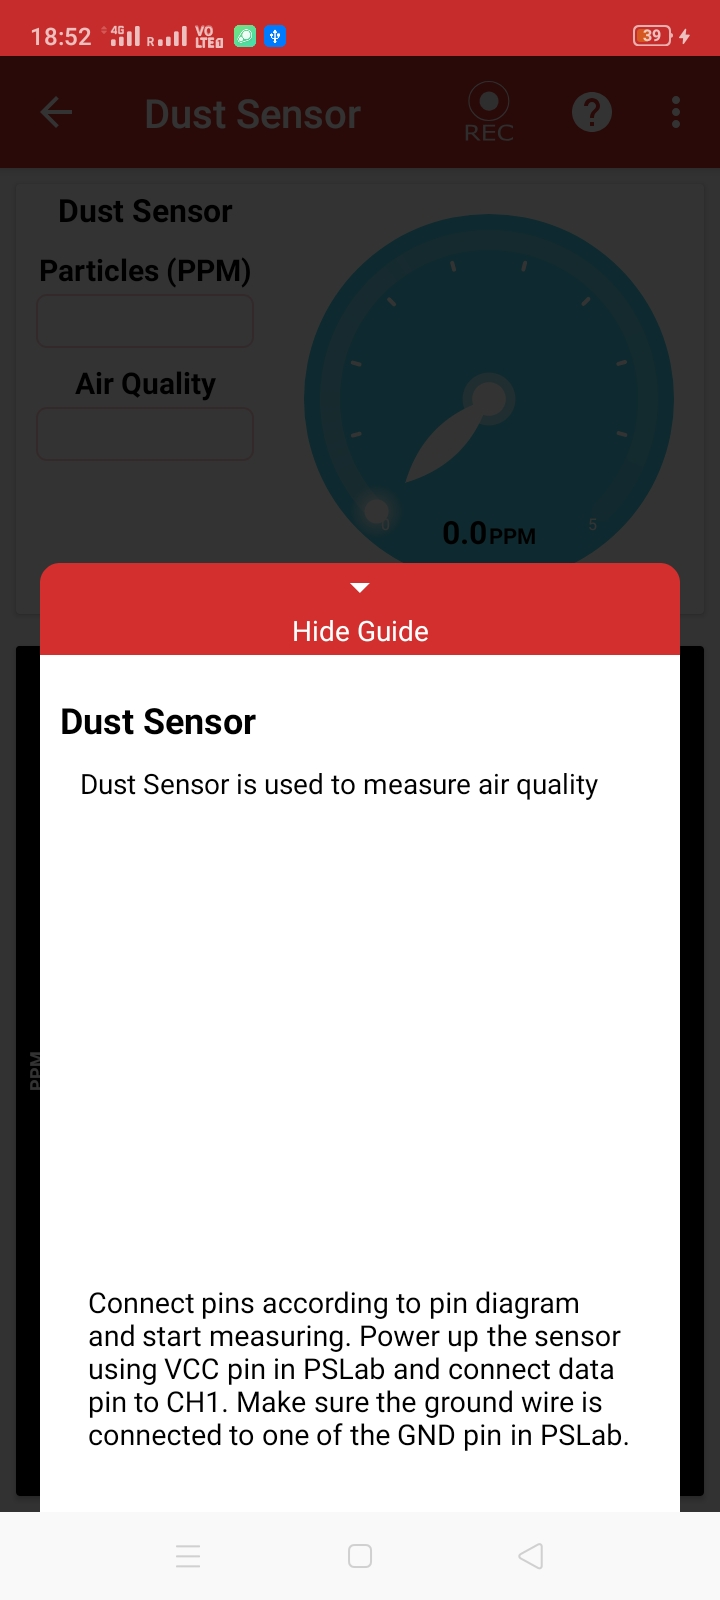 18:52 4G R VO LTE 39
Dust Sensor
REC
Dust Sensor
Particles (PPM)
Air Quality
0
5
0.0 PPM
Hide Guide
Dust Sensor
Dust Sensor is used to measure air quality
PPM
Connect pins according to pin diagram
and start measuring. Power up the sensor
using VCC pin in PSLab and connect data
pin to CH1. Make sure the ground wire is
connected to one of the GND pin in PSLab.